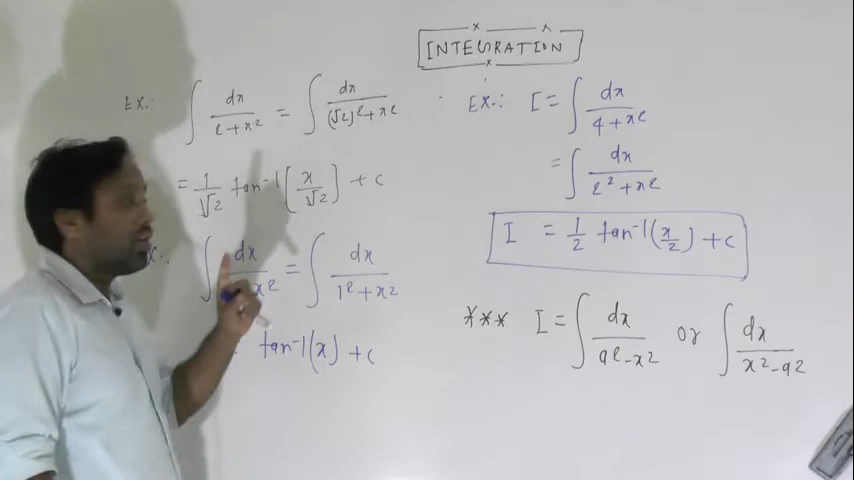 INTEGRATION
Ex.: ∫ dx/(2+x²) = ∫ dx/((√2)²+x²)
= 1/√2 tan⁻¹(x/√2) + c
∫ dx/x² = ∫ dx/(1²+x²)
tan⁻¹(x) + c
Ex.: I = ∫ dx/(4+x²)
= ∫ dx/(2²+x²)
I = 1/2 tan⁻¹(x/2) + c
*** I = ∫ dx/(a²-x²) or ∫ dx/(x²-a²)